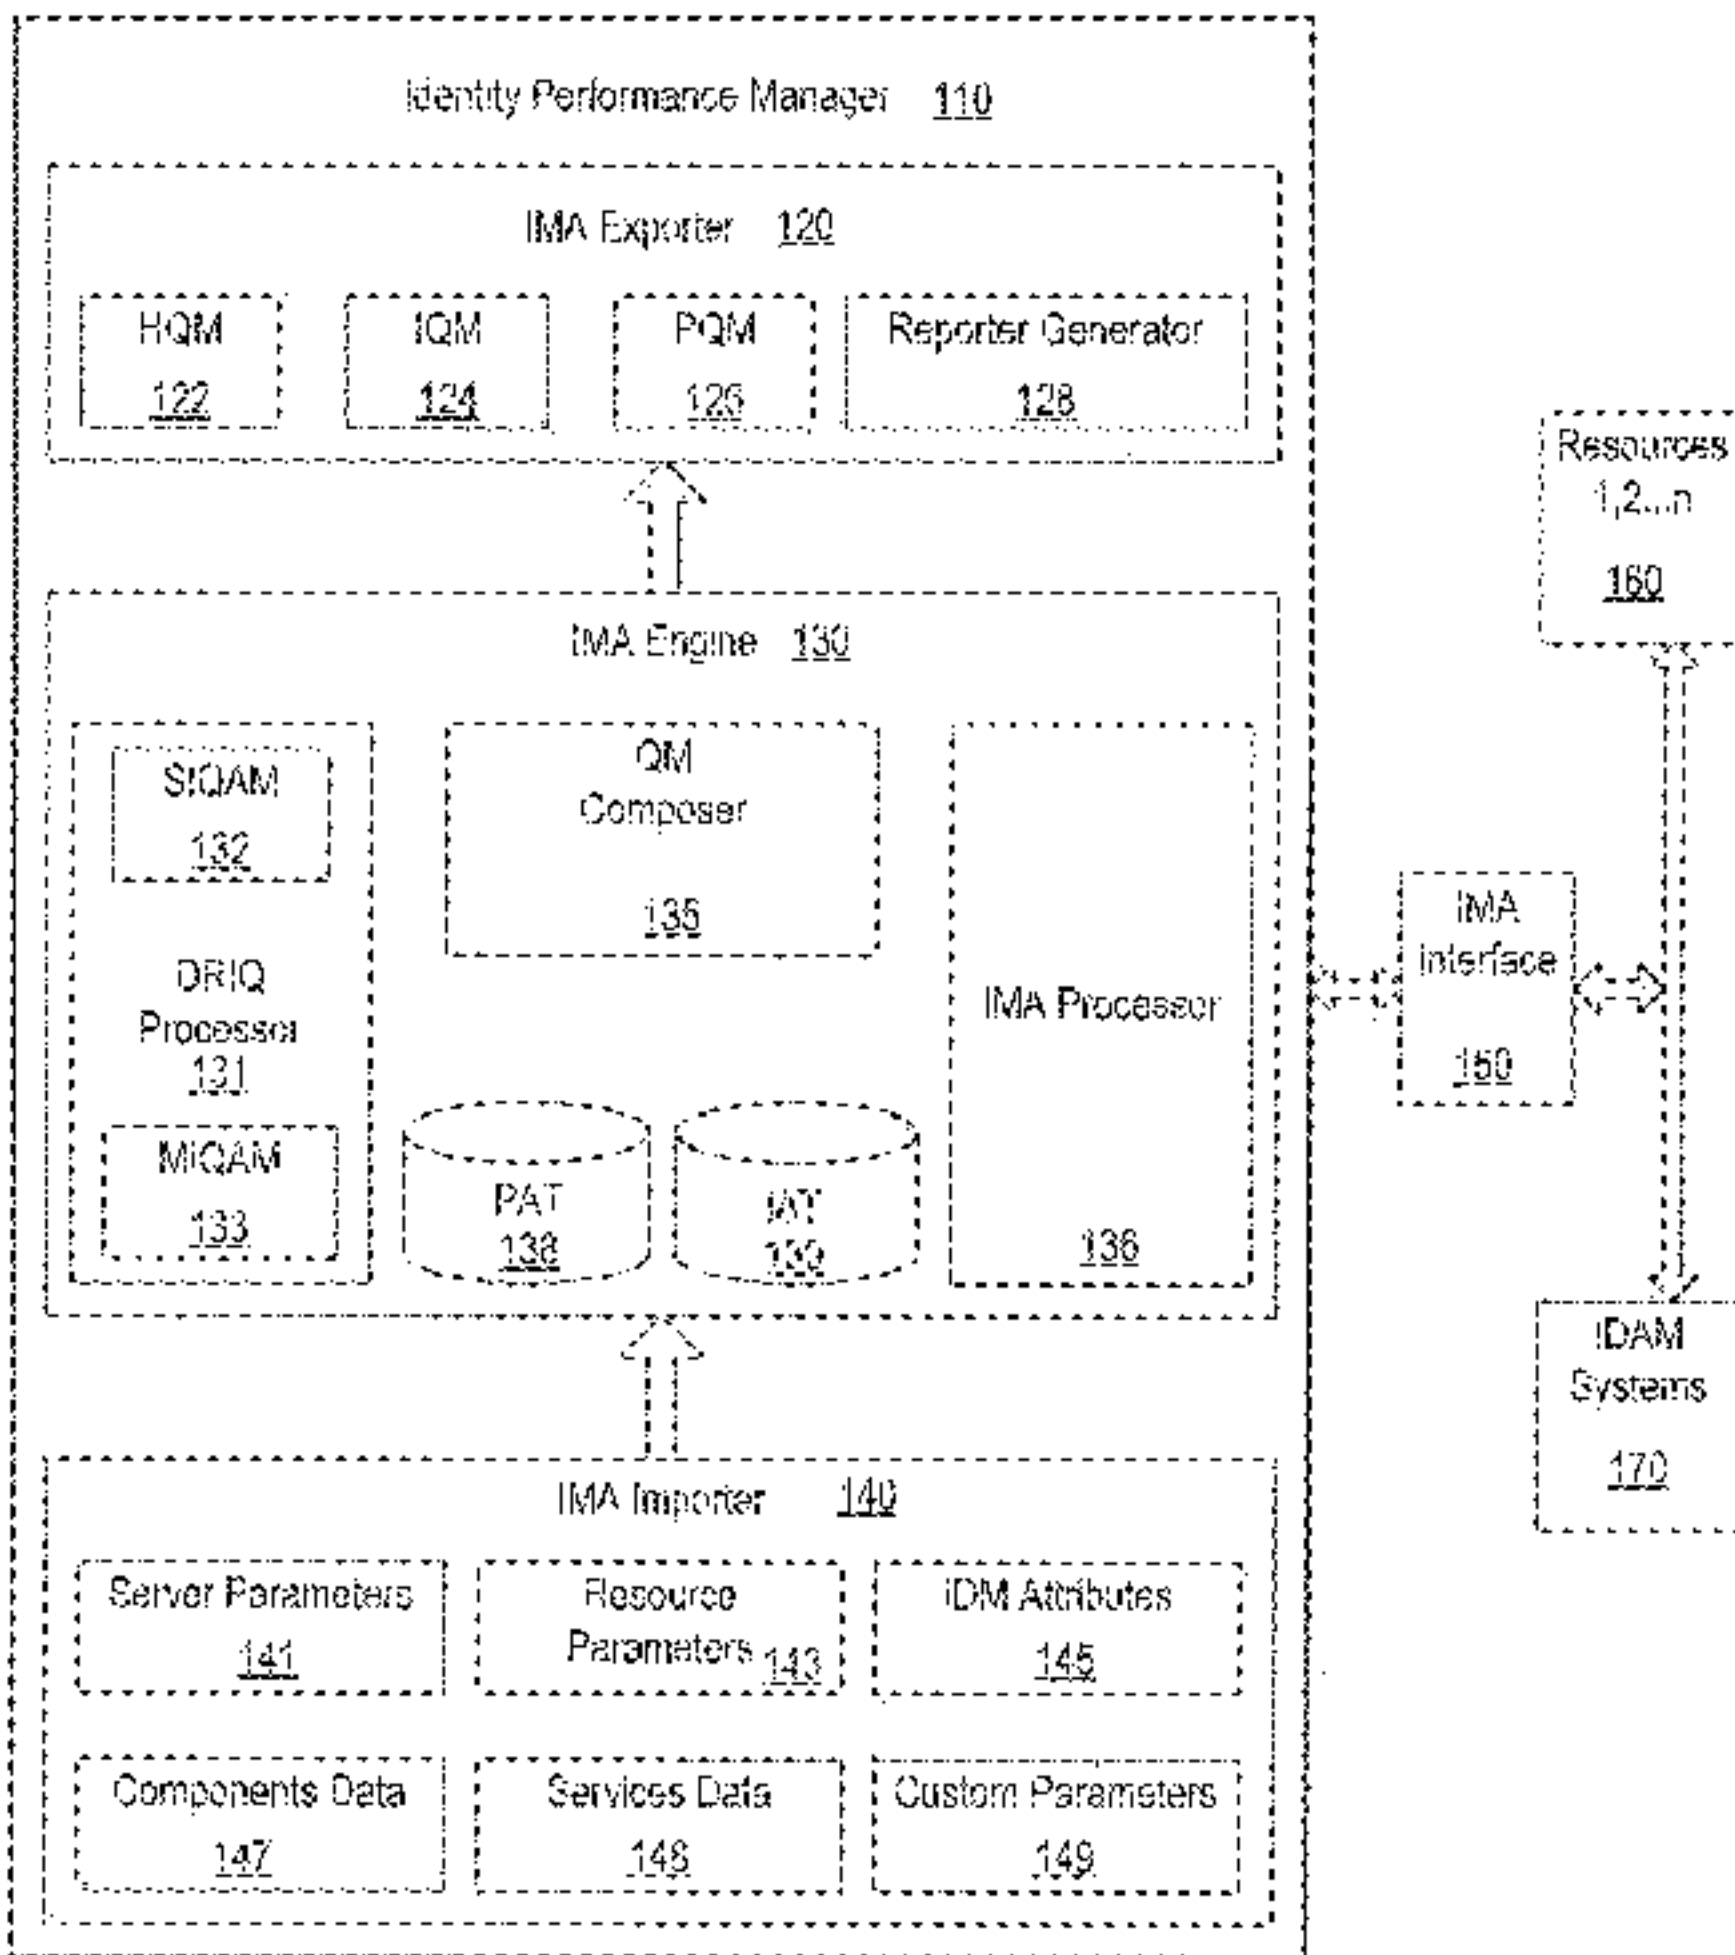 Identity Performance Manager 110
IMA Exporter 120
HQM
122
IQM
124
PQM
126
Reporter Generator
128
Resources
1,2...n
160
IMA Engine 130
SIQAM
132
QM
Composer
135
DRIQ
Processor
131
IMA Processor
136
MIQAM
133
PAT
138
IAT
139
IMA
Interface
150
IDAM
Systems
170
IMA Importer 140
Server Parameters
141
Resource
Parameters 143
IDM Attributes
145
Components Data
147
Services Data
148
Custom Parameters
149